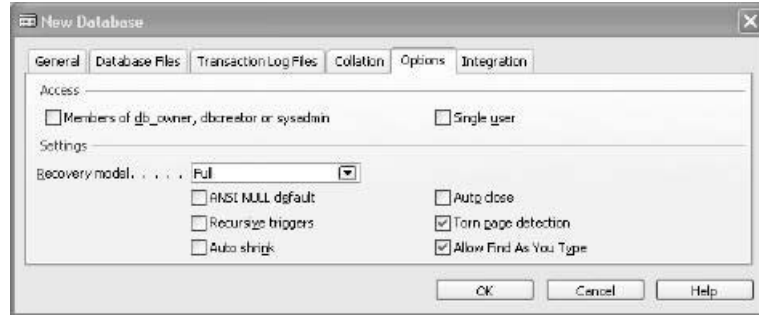 New Database
General Database Files Transaction Log Files Collation Options Integration
Access
Members of db_owner, dbcreator or sysadmin Single user
Settings
Recovery model. . . . . Full
ANSI NULL default Auto close
Recursive triggers Torn page detection
Auto shrink Allow Find As You Type
OK Cancel Help